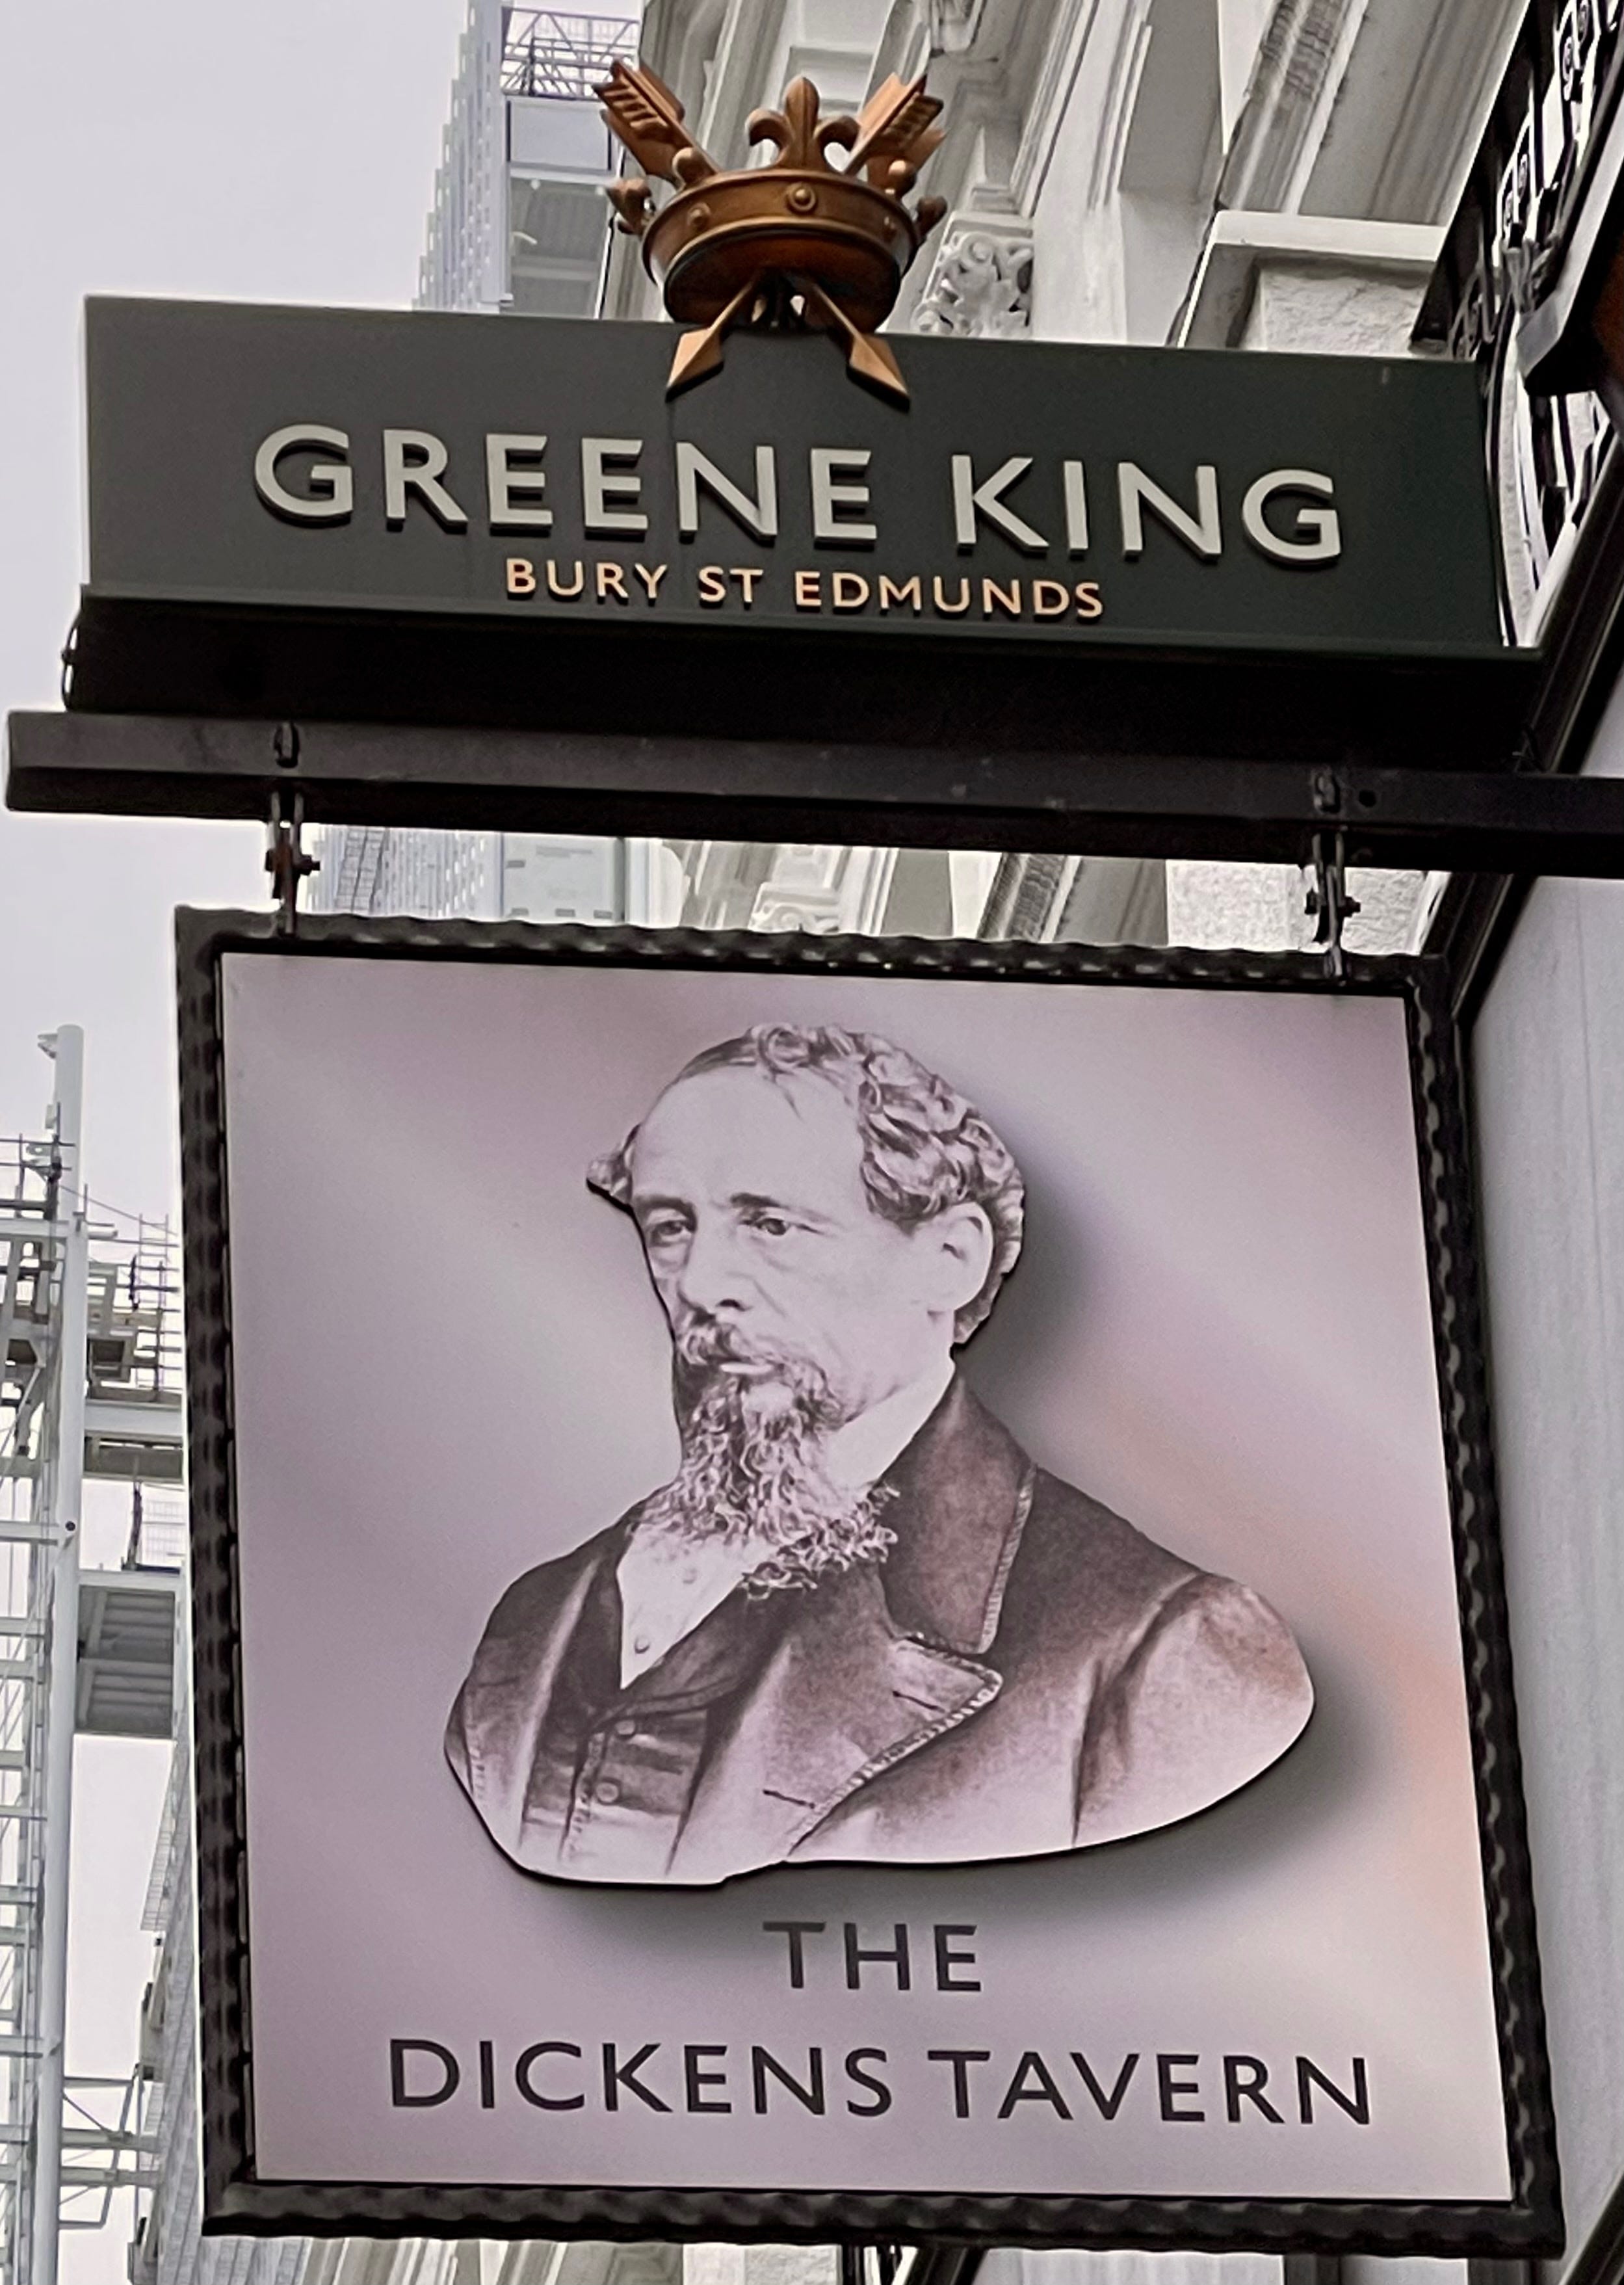 GREENE KING
BURY ST EDMUNDS
THE
DICKENS TAVERN